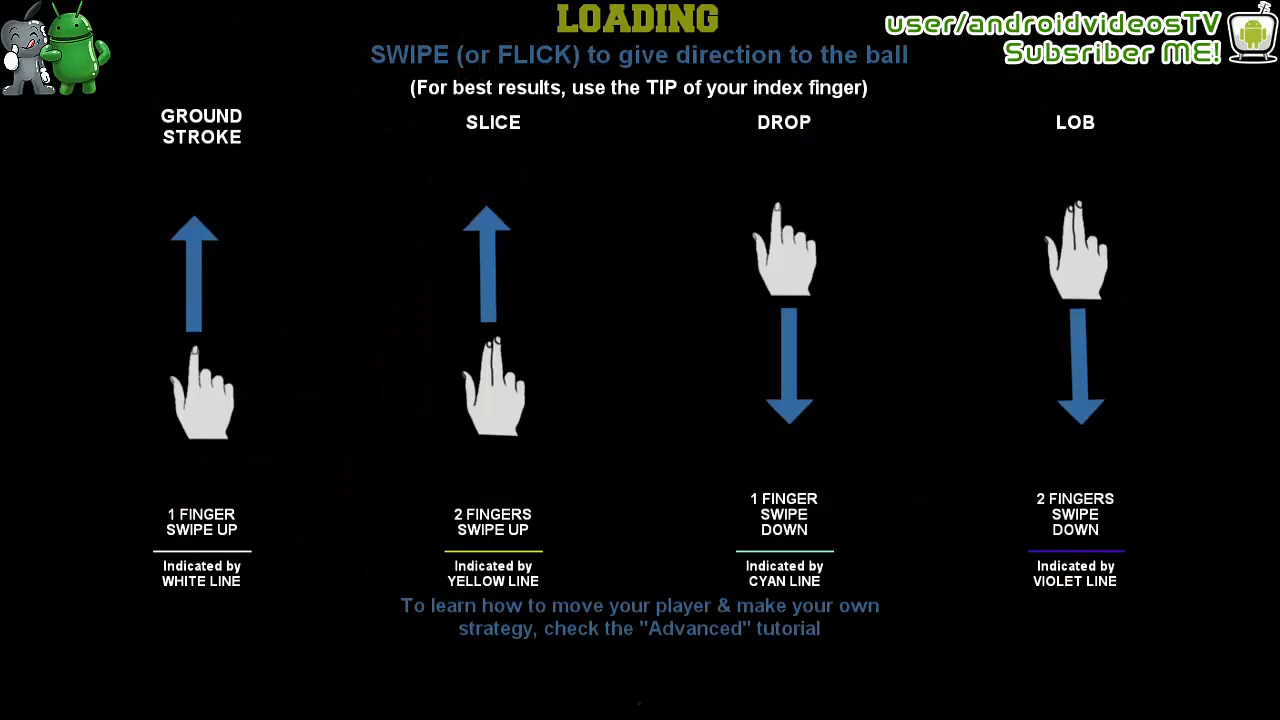 LOADING
user/androidvideosTV
Subsriber ME!
SWIPE (or FLICK) to give direction to the ball
(For best results, use the TIP of your index finger)
GROUND
STROKE
SLICE
DROP
LOB
1 FINGER
SWIPE UP
2 FINGERS
SWIPE UP
1 FINGER
SWIPE
DOWN
2 FINGERS
SWIPE
DOWN
Indicated by
WHITE LINE
Indicated by
YELLOW LINE
Indicated by
CYAN LINE
Indicated by
VIOLET LINE
To learn how to move your player & make your own
strategy, check the "Advanced" tutorial